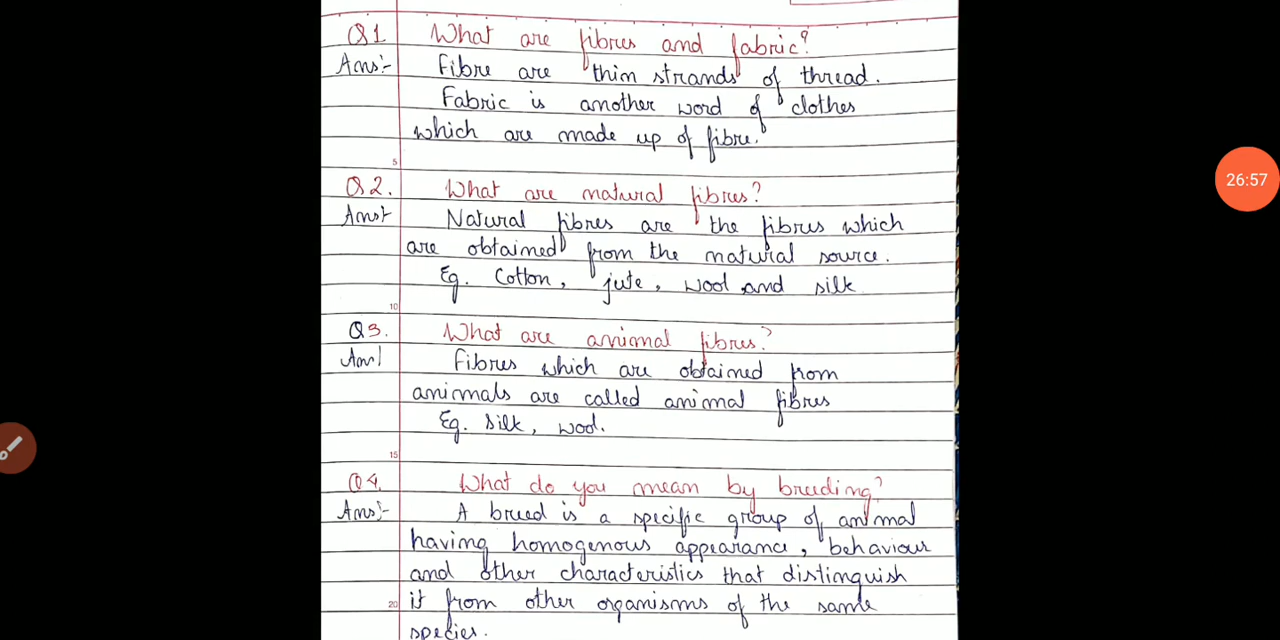 Q1 What are fibres and fabric?
Ans:- Fibre are thin strands of thread.
Fabric is another word of clothes
which are made up of fibre.
5
Q2. What are natural fibres?
Ans:- Natural fibres are the fibres which
are obtained from the natural source.
Eg. Cotton, jute, wool and silk
10
Q3. What are animal fibres?
Ans! Fibres which are obtained from
animals are called animal fibres
Eg. Silk, wool.
15
Q4. What do you mean by breeding?
Ans:- A breed is a specific group of animal
having homogenous appearance, behaviour
and other characteristics that distinguish
20 it from other organisms of the same
species.
26:57